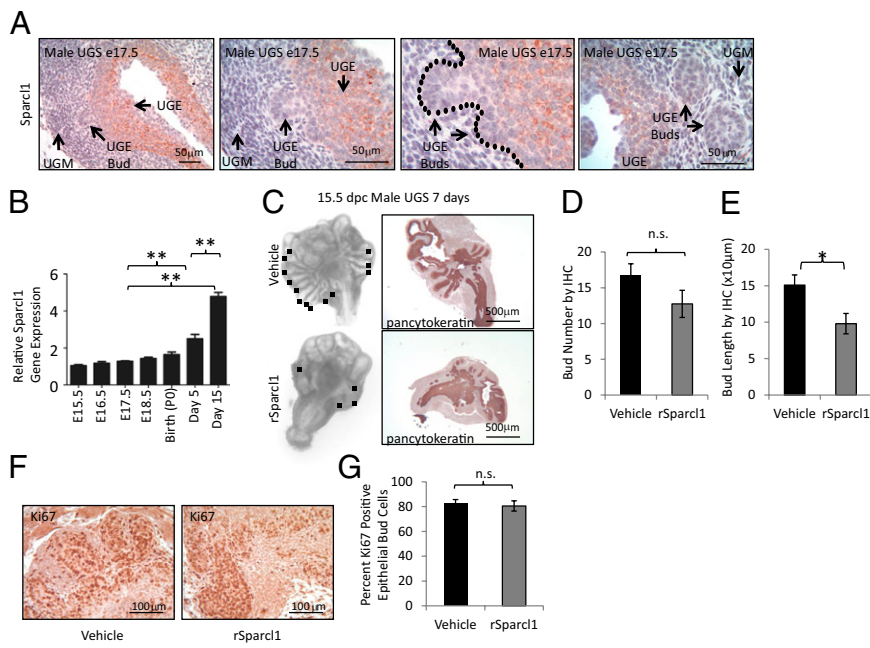 A
Sparcl1
Male UGS e17.5
UGE
UGE
Bud
UGM
50μm
Male UGS e17.5
UGE
UGM
UGE
Bud
50μm
Male UGS e17.5
UGE
UGE
Buds
50μm
Male UGS e17.5
UGM
UGE
Buds
UGE
50μm
B
Relative Sparcl1
Gene Expression
6
4
2
0
**
**
**
E15.5
E16.5
E17.5
E18.5
Birth (P0)
Day 5
Day 15
C
15.5 dpc Male UGS 7 days
Vehicle
500μm
pancytokeratin
rSparcl1
500μm
pancytokeratin
D
Bud Number by IHC
20
15
10
5
0
n.s.
Vehicle rSparcl1
E
Bud Length by IHC (x10μm)
20
15
10
5
0
*
Vehicle rSparcl1
F
Ki67
100μm
Vehicle
Ki67
100μm
rSparcl1
G
Percent Ki67 Positive
Epithelial Bud Cells
100
80
60
40
20
0
n.s.
Vehicle rSparcl1